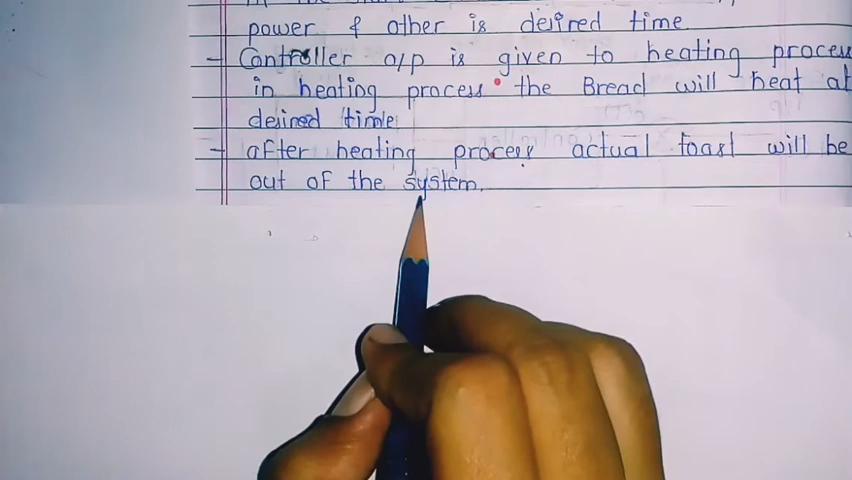 power & other is desired time
- Controller o/p is given to heating process
in heating process the Bread will heat at
desired time
- after heating process actual toast will be
out of the system.